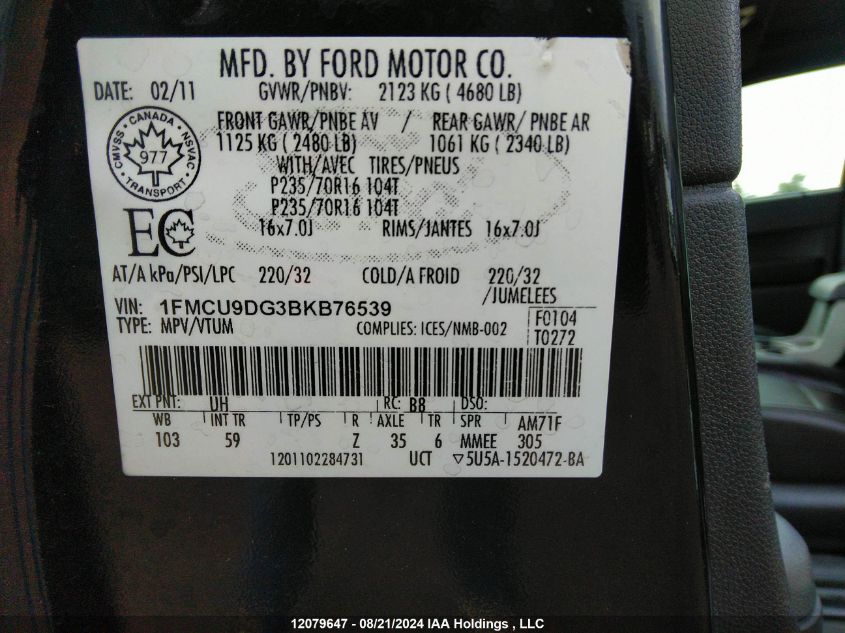 MFD. BY FORD MOTOR CO.
DATE: 02/11 GVWR/PNBV: 2123 KG ( 4680 LB)
FRONT GAWR/PNBE AV / REAR GAWR/ PNBE AR
1125 KG ( 2480 LB) 1061 KG ( 2340 LB)
WITH/AVEC TIRES/PNEUS
P235/70R16 104T
P235/70R16 104T
16x7.0J RIMS/JANTES 16x7.0J
CMVSS CANADA NSVAC
977
TRANSPORT
EC
AT/A kPa/PSI/LPC 220/32 COLD/A FROID 220/32
/JUMELEES
VIN: 1FMCU9DG3BKB76539
TYPE: MPV/VTUM COMPLIES: ICES/NMB-002
F0104
T0272
EXT PNT: UH RC: BB DSO:
WB INT TR TP/PS R AXLE TR SPR AM71F
103 59 Z 35 6 MMEE 305
1201102284731 UCT ▽5U5A-1520472-BA
12079647 - 08/21/2024 IAA Holdings , LLC